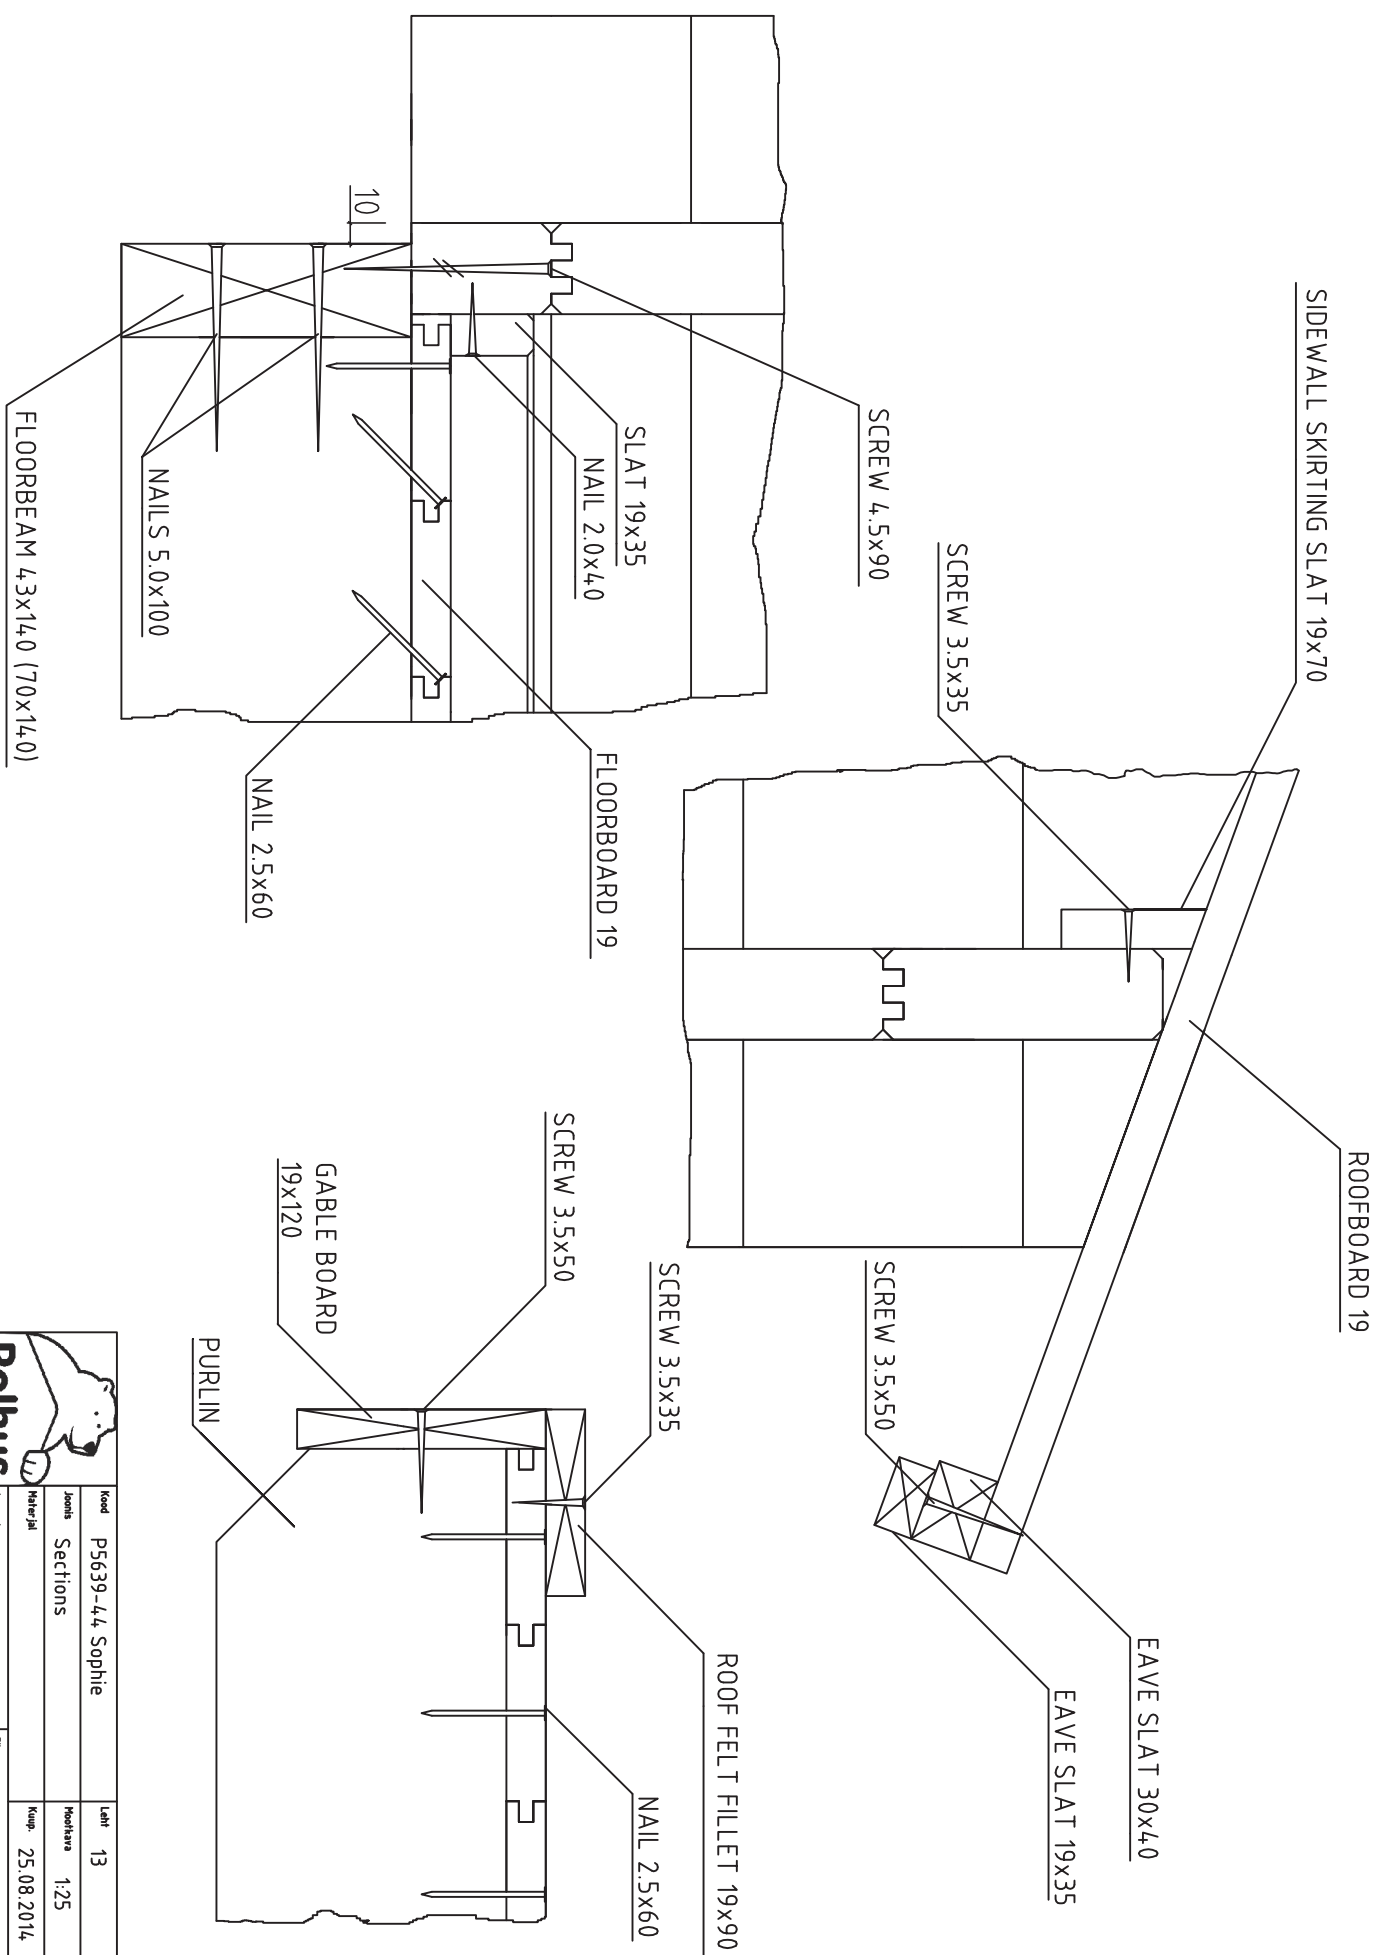 SIDEWALL SKIRTING SLAT 19x70
SCREW 3.5x35
ROOFBOARD 19
SCREW 3.5x50
EAVE SLAT 30x40
EAVE SLAT 19x35
SCREW 4.5x90
SLAT 19x35
NAIL 2.0x40
10
FLOORBOARD 19
NAIL 2.5x60
NAILS 5.0x100
FLOORBEAM 43x140 (70x140)
SCREW 3.5x35
SCREW 3.5x50
GABLE BOARD
19x120
PURLIN
ROOF FELT FILLET 19x90
NAIL 2.5x60
Kood P5639-44 Sophie
Leht 13
Joonis Sections
Mootkava 1:25
Materjal
Kuup. 25.08.2014